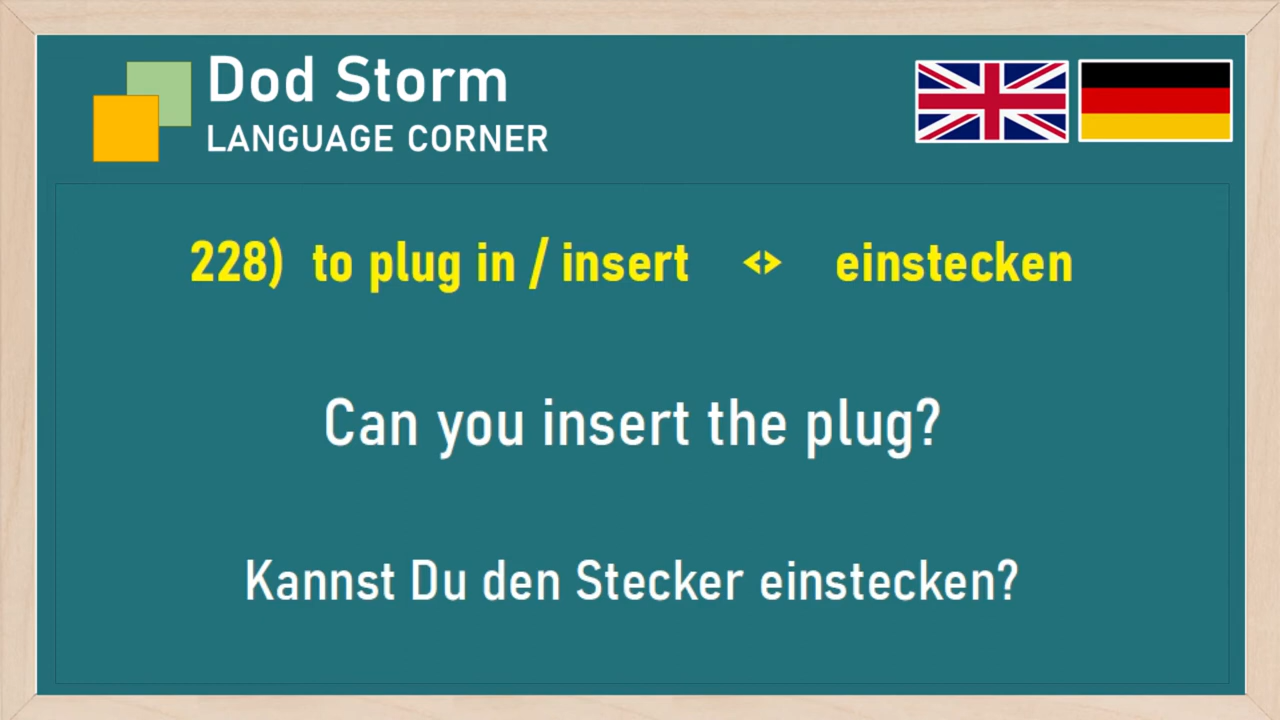 Dod Storm
LANGUAGE CORNER
228) to plug in / insert <> einstecken
Can you insert the plug?
Kannst Du den Stecker einstecken?